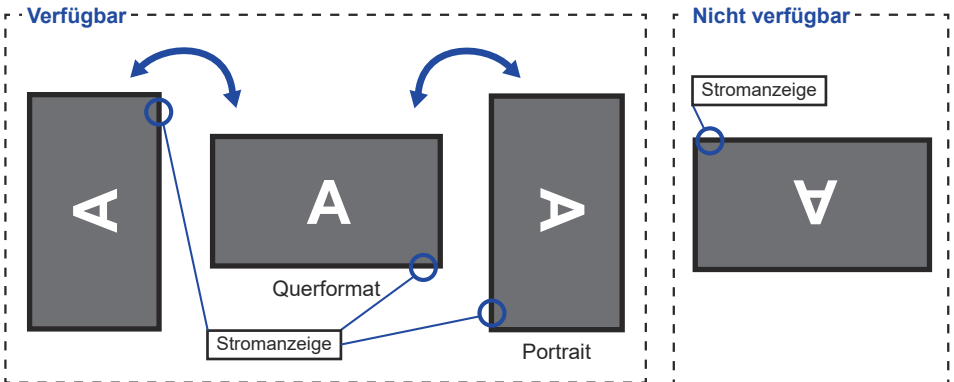 Verfügbar
A
A
A
Querformat
Stromanzeige
Portrait
Nicht verfügbar
Stromanzeige
A